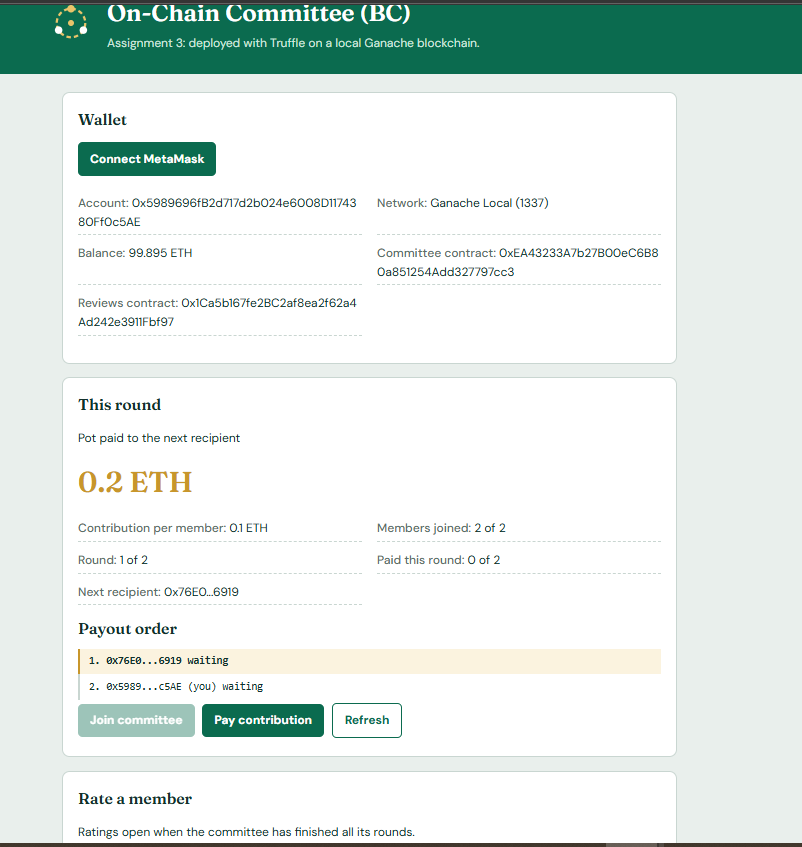 On-Chain Committee (BC)
Assignment 3: deployed with Truffle on a local Ganache blockchain.
Wallet
Connect MetaMask
Account: 0x5989696fB2d717d2b024e6008D11743
80Ff0c5AE
Network: Ganache Local (1337)
Balance: 99.895 ETH
Committee contract: 0xEA43233A7b27B00eC6B8
0a851254Add327797cc3
Reviews contract: 0x1Ca5b167fe2BC2af8ea2f62a4
Ad242e3911Fbf97
This round
Pot paid to the next recipient
0.2 ETH
Contribution per member: 0.1 ETH
Members joined: 2 of 2
Round: 1 of 2
Paid this round: 0 of 2
Next recipient: 0x76E0...6919
Payout order
1. 0x76E0...6919 waiting
2. 0x5989...c5AE (you) waiting
Join committee
Pay contribution
Refresh
Rate a member
Ratings open when the committee has finished all its rounds.